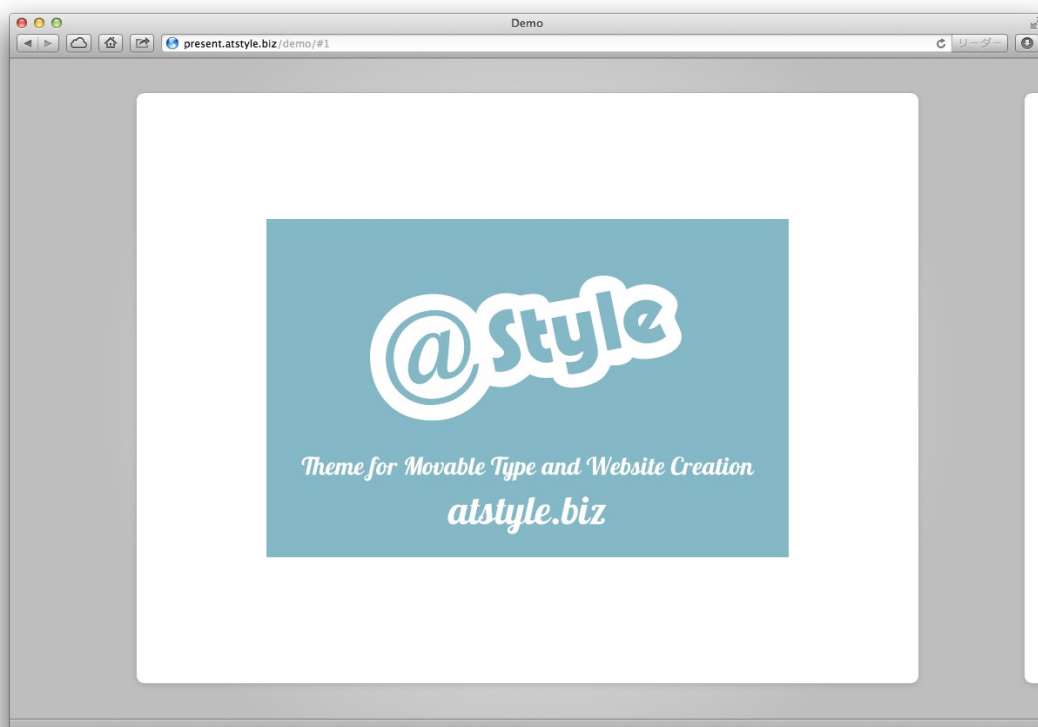 Demo
present.atstyle.biz/demo/#1
リーダー
@Style
Theme for Movable Type and Website Creation
atstyle.biz